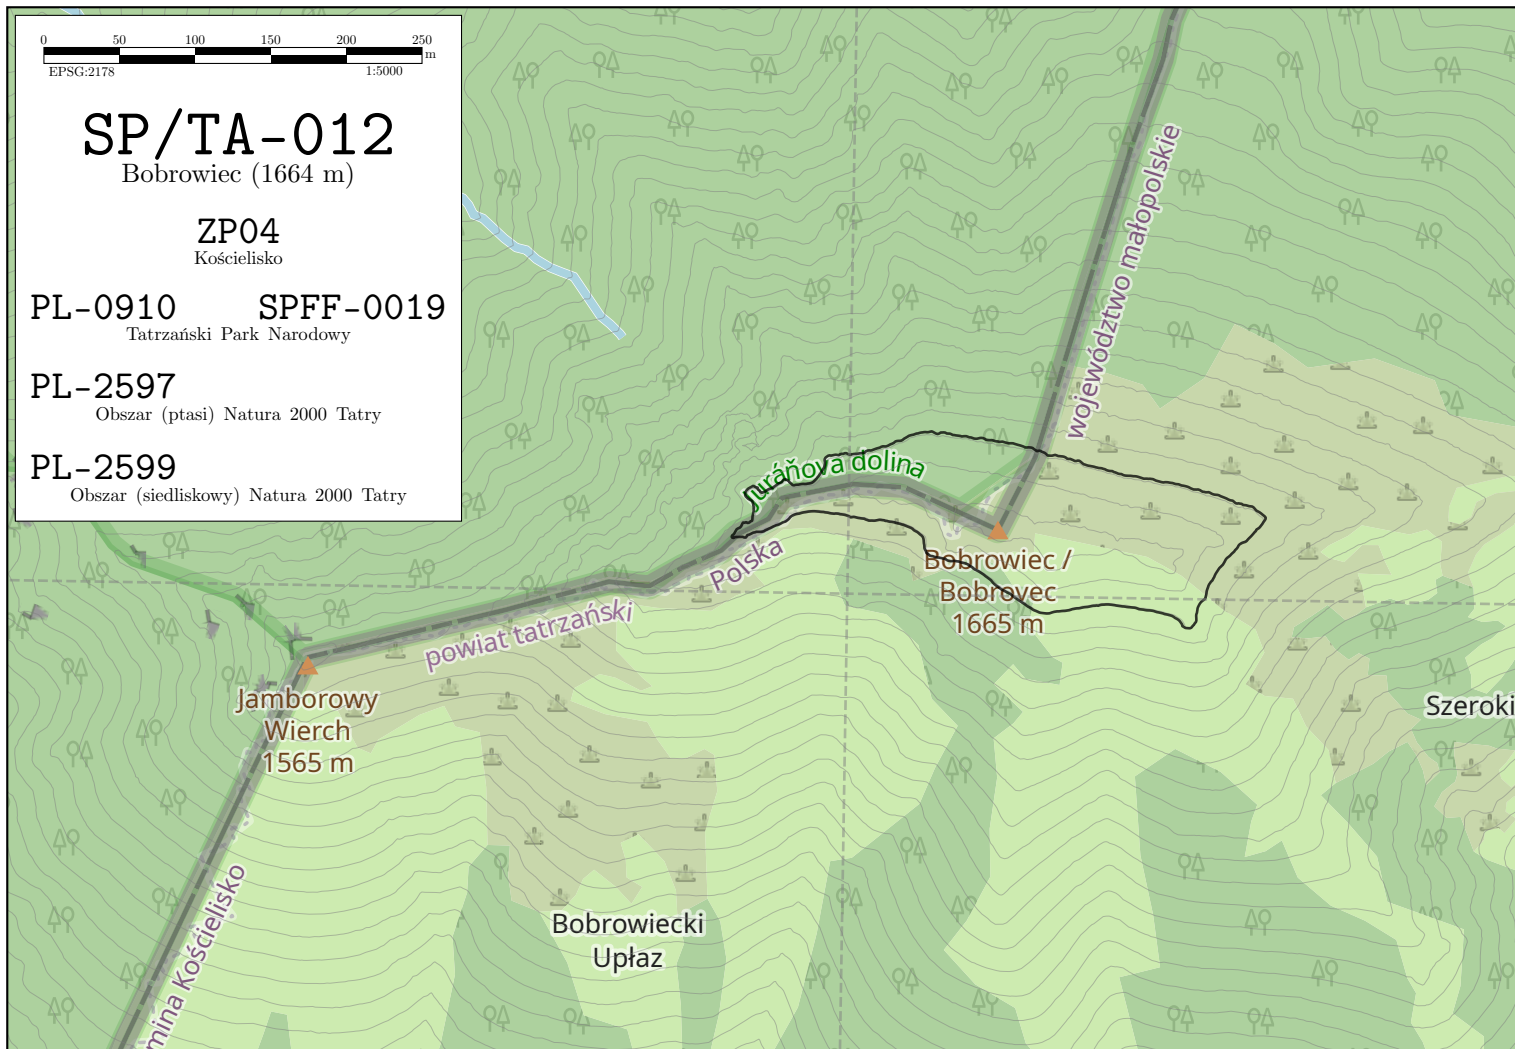 0 50 100 150 200 250
m
EPSG:2178 1:5000
SP/TA-012
Bobrowiec (1664 m)
ZP04
Kościelisko
PL-0910 SPFF-0019
Tatrzański Park Narodowy
PL-2597
Obszar (ptasi) Natura 2000 Tatry
PL-2599
Obszar (siedliskowy) Natura 2000 Tatry
województwo małopolskie
Juráňova dolina
Polska
powiat tatrzański
Bobrowiec /
Bobrovec
1665 m
Jamborowy
Wierch
1565 m
Szeroki
mina Kościelisko
Bobrowiecki
Upłaz